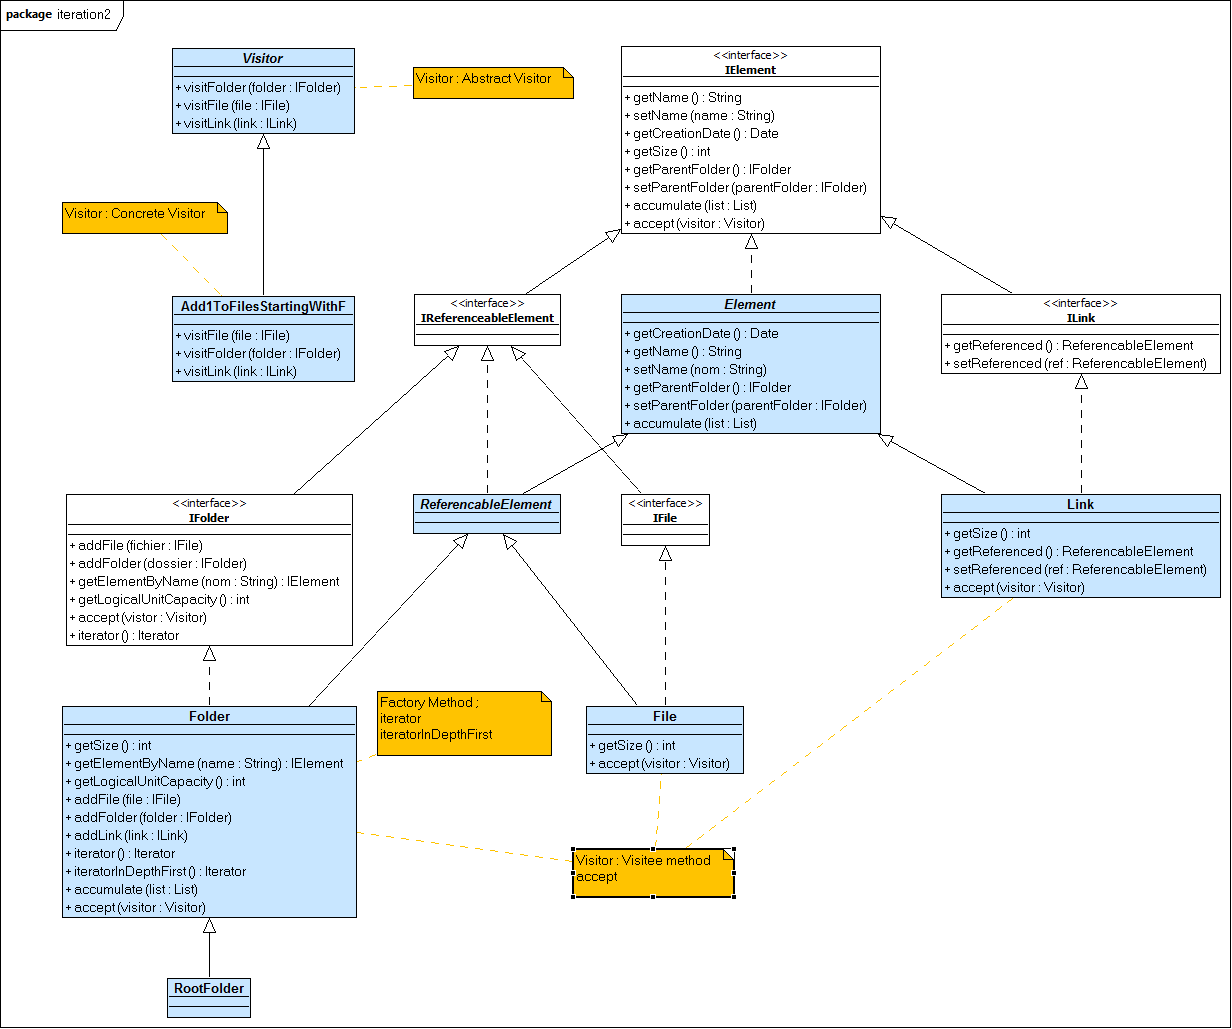 package iteration2
Visitor
+ visitFolder (folder : IFolder)
+ visitFile (file : IFile)
+ visitLink (link : ILink)
Visitor : Abstract Visitor
<<interface>>
IElement
+ getName () : String
+ setName (name : String)
+ getCreationDate () : Date
+ getSize () : int
+ getParentFolder () : IFolder
+ setParentFolder (parentFolder : IFolder)
+ accumulate (list : List)
+ accept (visitor : Visitor)
Visitor : Concrete Visitor
Add1ToFilesStartingWithF
+ visitFile (file : IFile)
+ visitFolder (folder : IFolder)
+ visitLink (link : ILink)
<<interface>>
IReferenceableElement
Element
+ getCreationDate () : Date
+ getName () : String
+ setName (nom : String)
+ getParentFolder () : IFolder
+ setParentFolder (parentFolder : IFolder)
+ accumulate (list : List)
<<interface>>
ILink
+ getReferenced () : ReferencableElement
+ setReferenced (ref : ReferencableElement)
<<interface>>
IFolder
+ addFile (fichier : IFile)
+ addFolder (dossier : IFolder)
+ getElementByName (nom : String) : IElement
+ getLogicalUnitCapacity () : int
+ accept (vistor : Visitor)
+ iterator () : Iterator
ReferencableElement
<<interface>>
IFile
Link
+ getSize () : int
+ getReferenced () : ReferencableElement
+ setReferenced (ref : ReferencableElement)
+ accept (visitor : Visitor)
Folder
+ getSize () : int
+ getElementByName (name : String) : IElement
+ getLogicalUnitCapacity () : int
+ addFile (file : IFile)
+ addFolder (folder : IFolder)
+ addLink (link : ILink)
+ iterator () : Iterator
+ iteratorInDepthFirst () : Iterator
+ accumulate (list : List)
+ accept (visitor : Visitor)
Factory Method ;
iterator
iteratorInDepthFirst
File
+ getSize () : int
+ accept (visitor : Visitor)
Visitor : Visitee method
accept
RootFolder